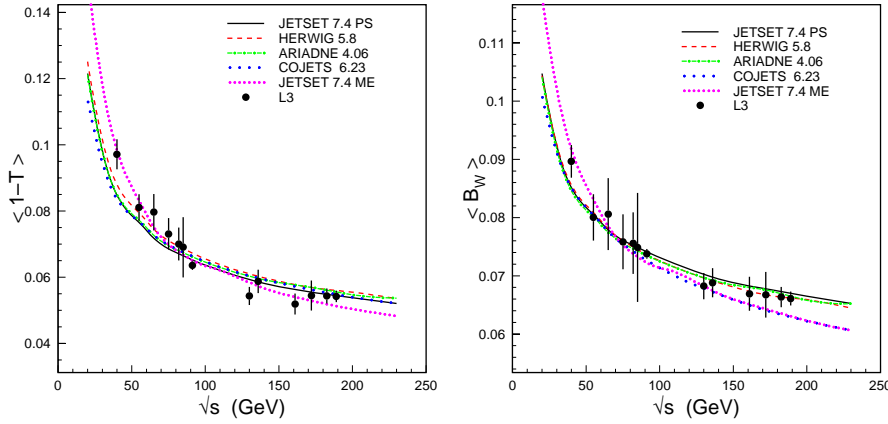 JETSET 7.4 PS
HERWIG 5.8
ARIADNE 4.06
COJETS 6.23
JETSET 7.4 ME
L3
< 1−T >
0.12
0.1
0.08
0.06
0.04
0 50 100 150 200 250
√s (GeV)
JETSET 7.4 PS
HERWIG 5.8
ARIADNE 4.06
COJETS 6.23
JETSET 7.4 ME
L3
< B_W >
0.11
0.1
0.09
0.08
0.07
0.06
0 50 100 150 200 250
√s (GeV)